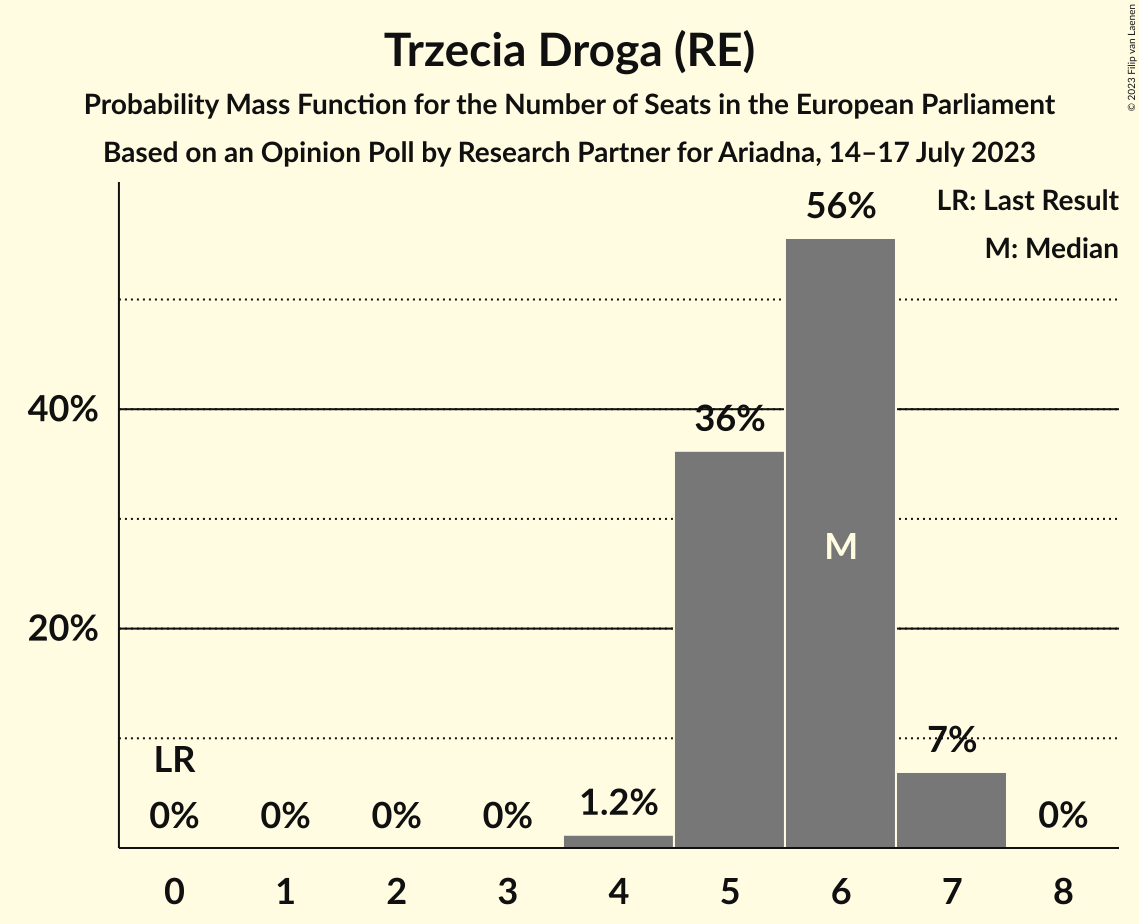 Trzecia Droga (RE)
Probability Mass Function for the Number of Seats in the European Parliament
Based on an Opinion Poll by Research Partner for Ariadna, 14–17 July 2023
© 2023 Filip van Laenen
LR: Last Result
M: Median
56%
40%
36%
M
20%
7%
LR
1.2%
0%
0%
0%
0%
0%
0
1
2
3
4
5
6
7
8